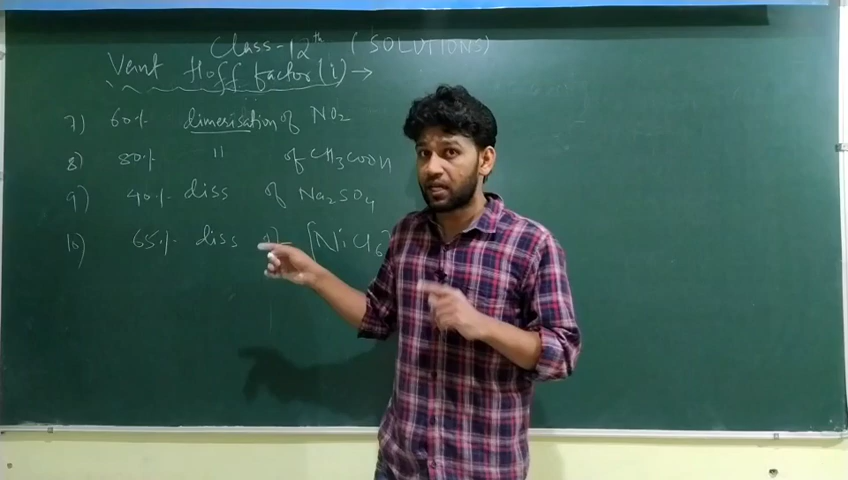 Class-12th (SOLUTIONS)
Vant Hoff factor (i) →
7) 60% dimerisation of NO2
8) 80% " of CH3COOH
9) 40% diss of Na2SO4
10) 65% diss [NiCl6]